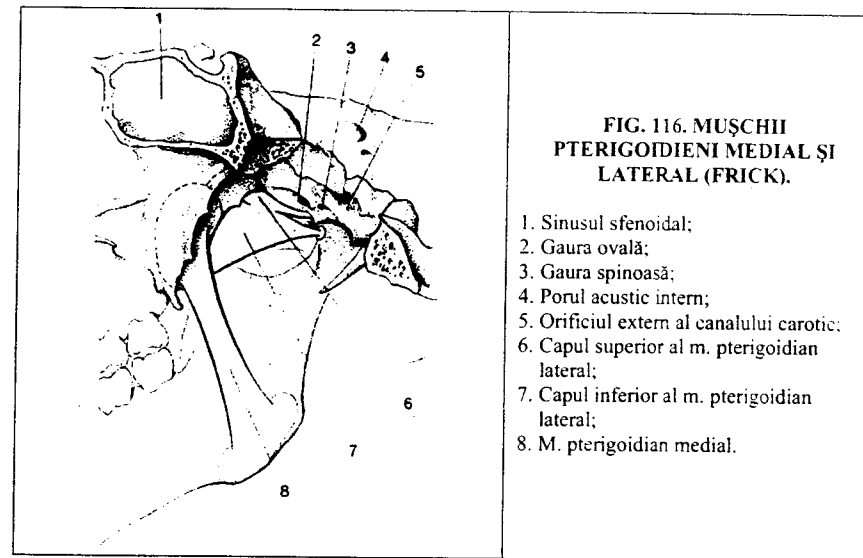 1
2
3
4
5
6
7
8
FIG. 116. MUŞCHII
PTERIGOIDIENI MEDIAL ŞI
LATERAL (FRICK).
1. Sinusul sfenoidal;
2. Gaura ovală;
3. Gaura spinoasă;
4. Porul acustic intern;
5. Orificiul extern al canalului carotic;
6. Capul superior al m. pterigoidian
lateral;
7. Capul inferior al m. pterigoidian
lateral;
8. M. pterigoidian medial.